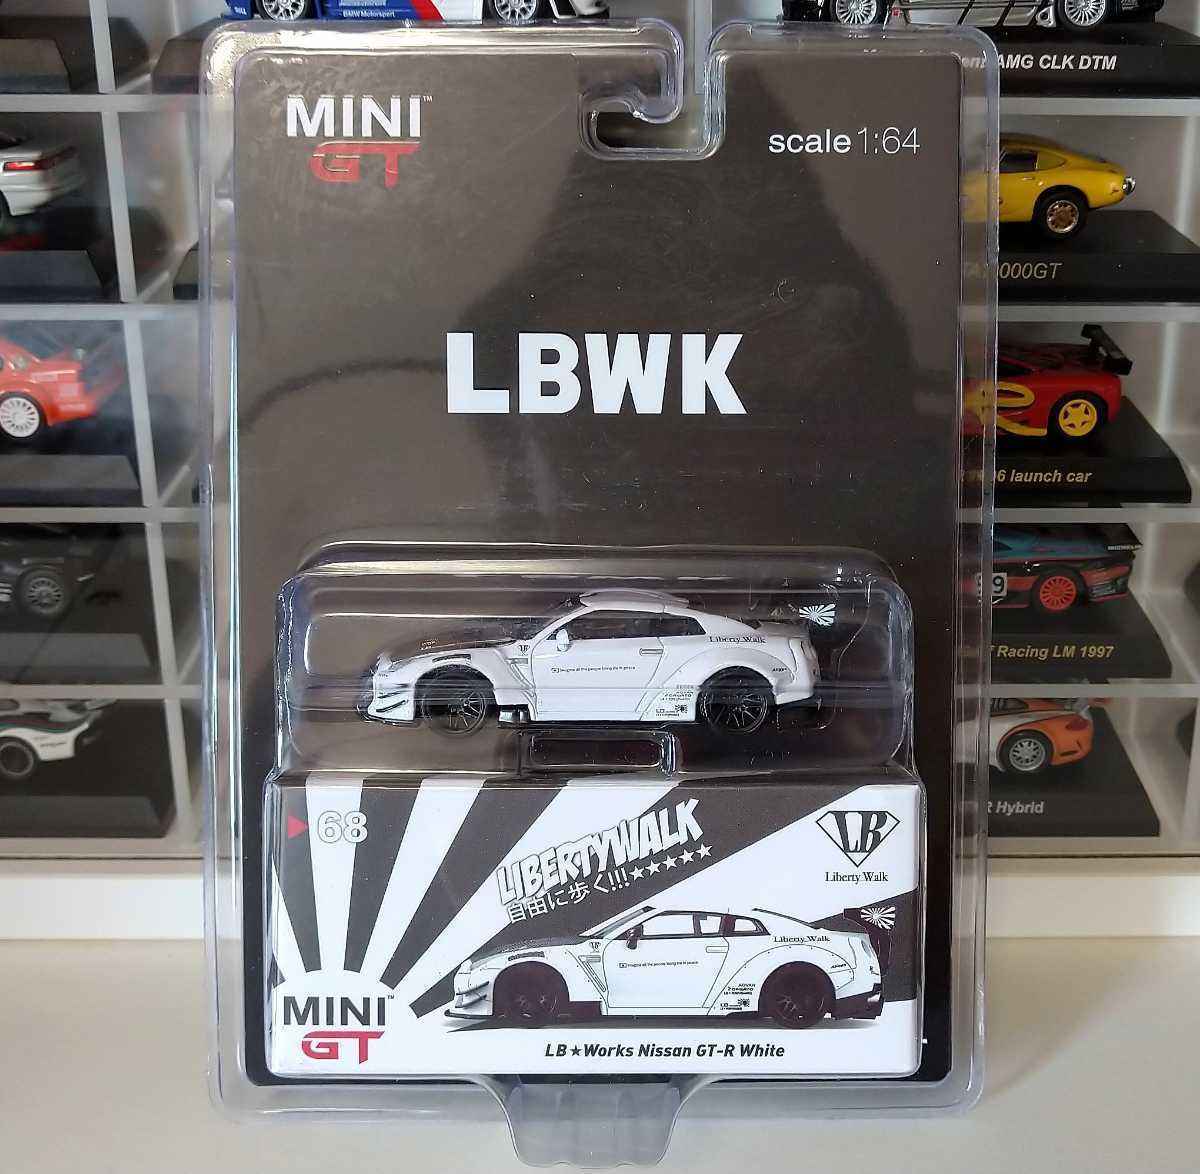 BMW Motorsport
AMG CLK DTM
MINI
GT
scale 1:64
000GT
LBWK
6 launch car
Liberty Walk
Racing LM 1997
R Hybrid
68
LIBERTYWALK
自由に歩く!!!★★★★★
LB
Liberty Walk
Liberty Walk
ADVAN
MINI
GT
LB★Works Nissan GT-R White